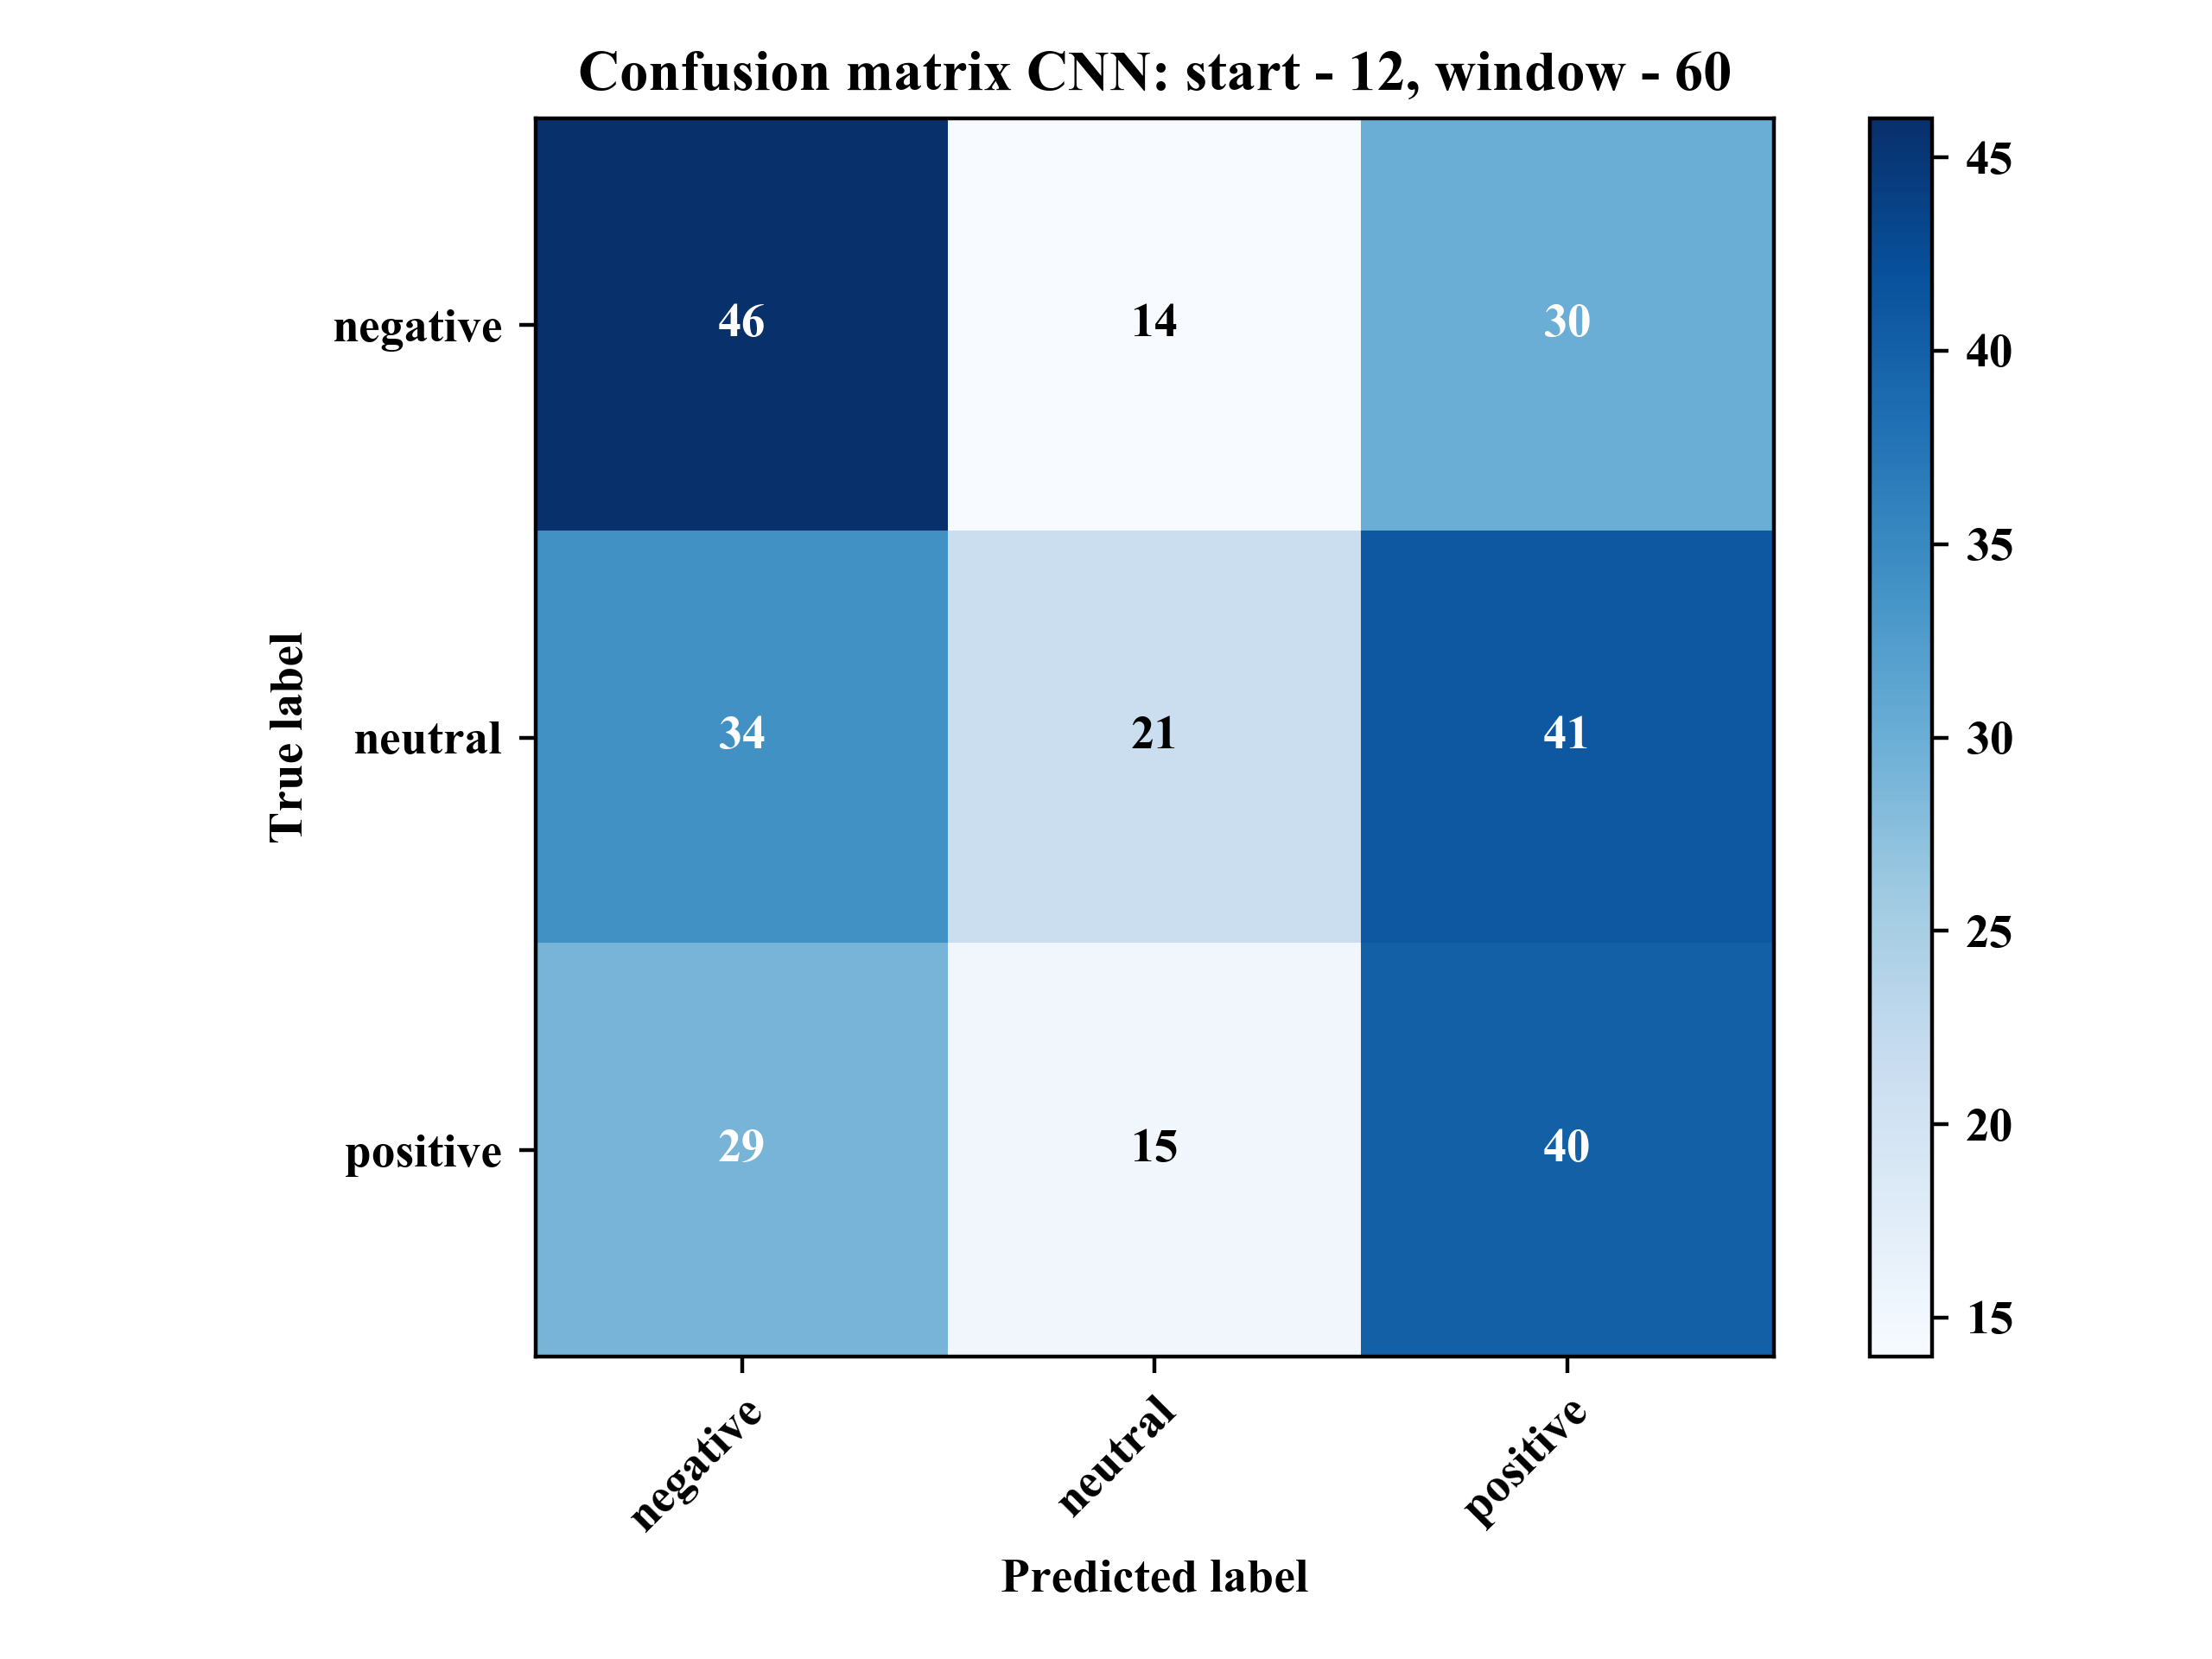 Confusion matrix CNN: start - 12, window - 60
45
negative 46 14 30
40
35
neutral 34 21 41
30
25
True label
positive 29 15 40
20
15
negative neutral positive
Predicted label